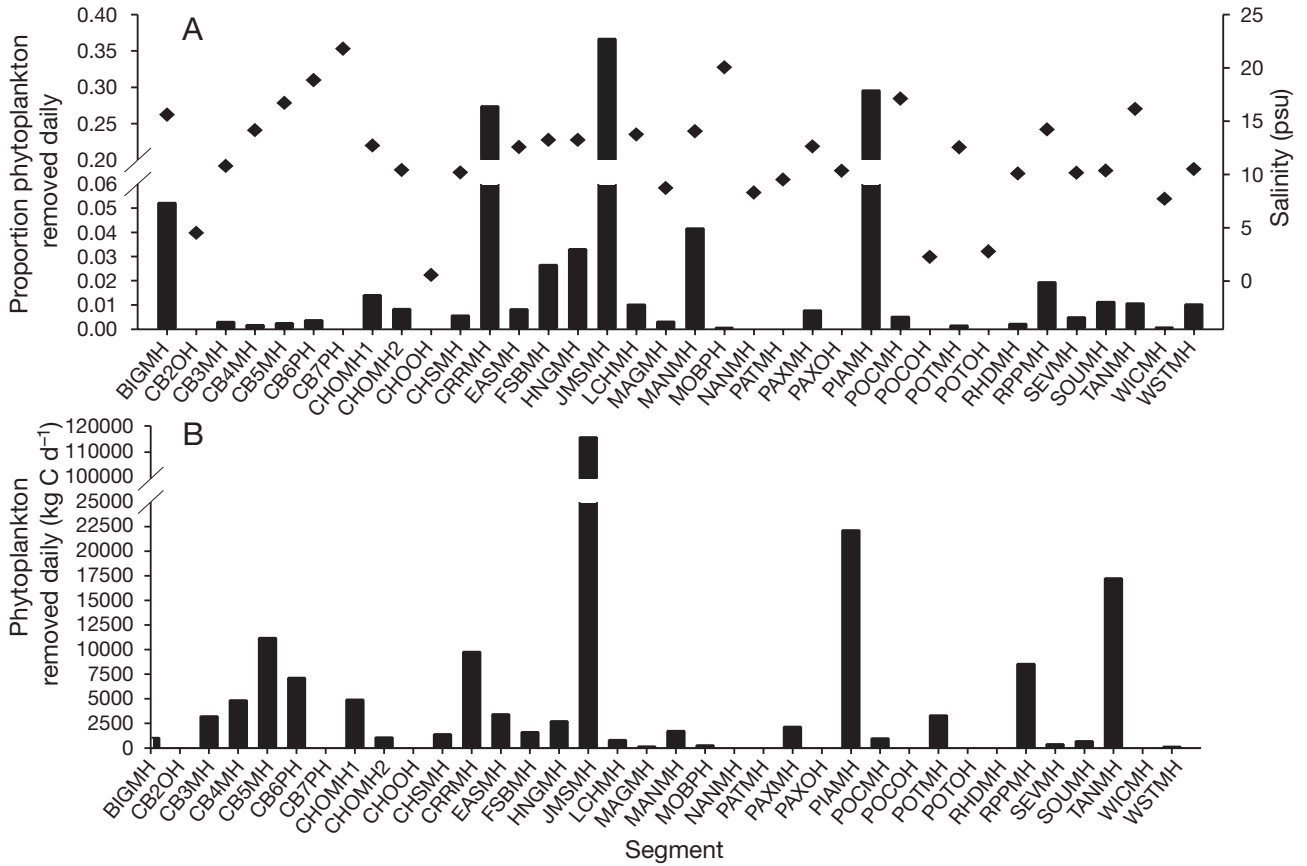 A
Proportion phytoplankton
removed daily
0.40
0.35
0.30
0.25
0.20
0.06
0.05
0.04
0.03
0.02
0.01
0.00
25
20
15
10
5
0
Salinity (psu)
BIGMH
CB2OH
CB3MH
CB4MH
CB5MH
CB6PH
CB7PH
CHOMH1
CHOMH2
CHOOH
CHSMH
CRRMH
EASMH
FSBMH
HNGMH
JMSMH
LCHMH
MAGMH
MANMH
MOBPH
NANMH
PATMH
PAXMH
PAXOH
PIAMH
POCMH
POCOH
POTMH
POTOH
RHDMH
RPPMH
SEVMH
SOUMH
TANMH
WICMH
WSTMH
B
Phytoplankton
removed daily (kg C d⁻¹)
120000
110000
100000
25000
22500
20000
17500
15000
12500
10000
7500
5000
2500
0
BIGMH
CB2OH
CB3MH
CB4MH
CB5MH
CB6PH
CB7PH
CHOMH1
CHOMH2
CHOOH
CHSMH
CRRMH
EASMH
FSBMH
HNGMH
JMSMH
LCHMH
MAGMH
MANMH
MOBPH
NANMH
PATMH
PAXMH
PAXOH
PIAMH
POCMH
POCOH
POTMH
POTOH
RHDMH
RPPMH
SEVMH
SOUMH
TANMH
WICMH
WSTMH
Segment